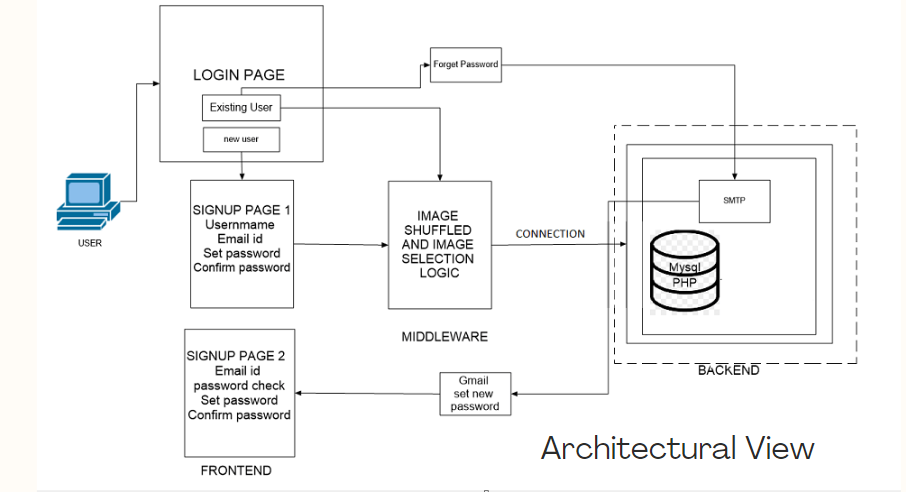 LOGIN PAGE
Existing User
new user
Forget Password
USER
SIGNUP PAGE 1
Usernname
Email id
Set password
Confirm password
IMAGE
SHUFFLED
AND IMAGE
SELECTION
LOGIC
MIDDLEWARE
CONNECTION
SMTP
Mysql
PHP
BACKEND
SIGNUP PAGE 2
Email id
password check
Set password
Confirm password
FRONTEND
Gmail
set new
password
Architectural View